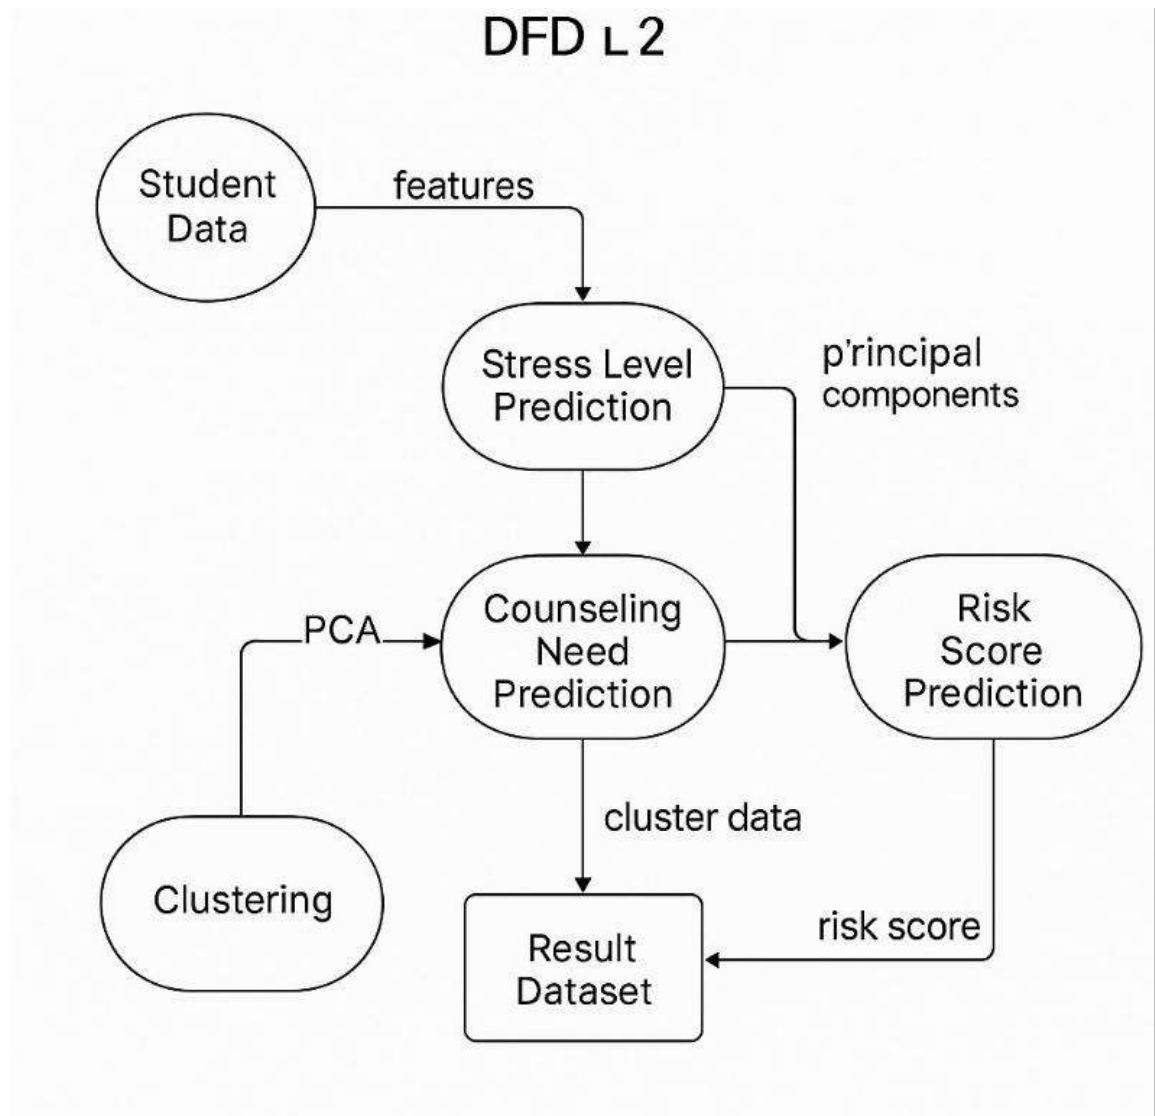 DFD L 2
Student
Data
features
Stress Level
Prediction
p'rincipal
components
PCA
Counseling
Need
Prediction
Risk
Score
Prediction
cluster data
Clustering
risk score
Result
Dataset